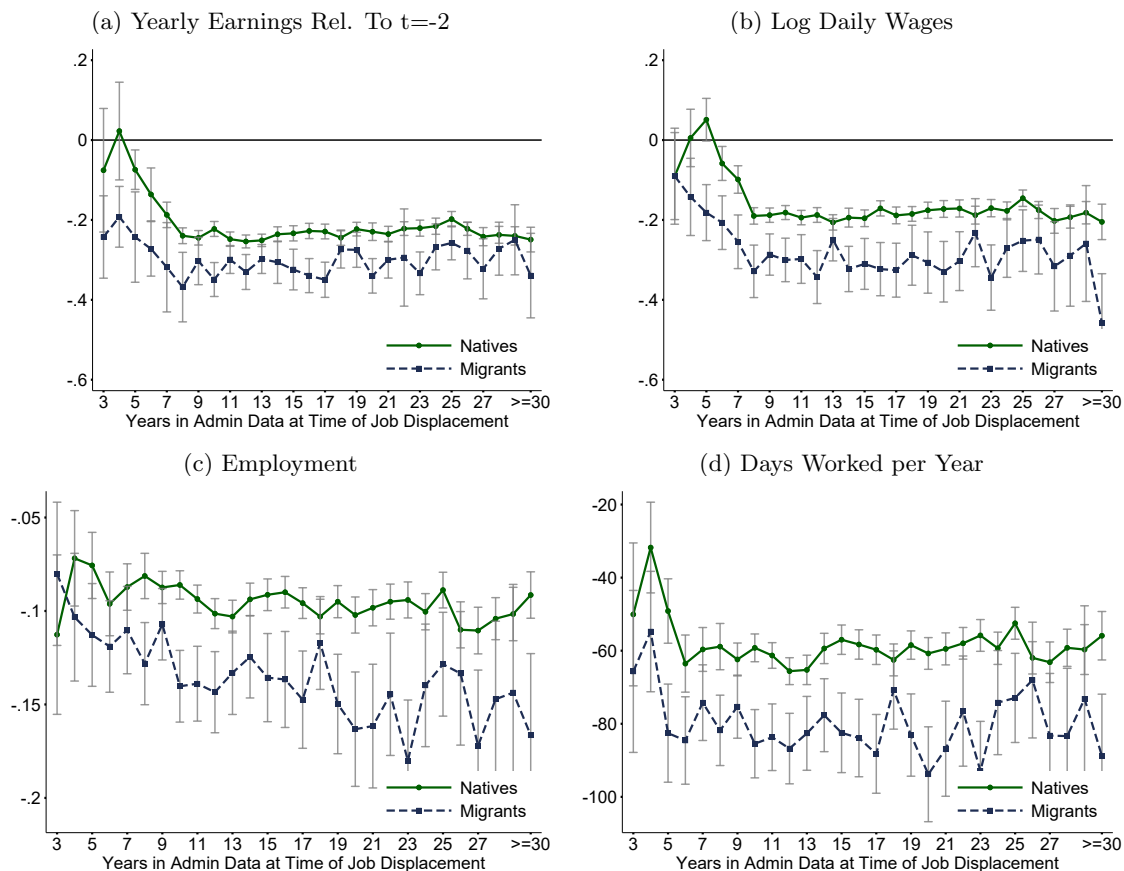 (a) Yearly Earnings Rel. To t=-2
.2
0
-.2
-.4
-.6
3 5 7 9 11 13 15 17 19 21 23 25 27 >=30
Years in Admin Data at Time of Job Displacement
Natives
Migrants
(b) Log Daily Wages
.2
0
-.2
-.4
-.6
3 5 7 9 11 13 15 17 19 21 23 25 27 >=30
Years in Admin Data at Time of Job Displacement
Natives
Migrants
(c) Employment
-.05
-.1
-.15
-.2
3 5 7 9 11 13 15 17 19 21 23 25 27 >=30
Years in Admin Data at Time of Job Displacement
Natives
Migrants
(d) Days Worked per Year
-20
-40
-60
-80
-100
3 5 7 9 11 13 15 17 19 21 23 25 27 >=30
Years in Admin Data at Time of Job Displacement
Natives
Migrants